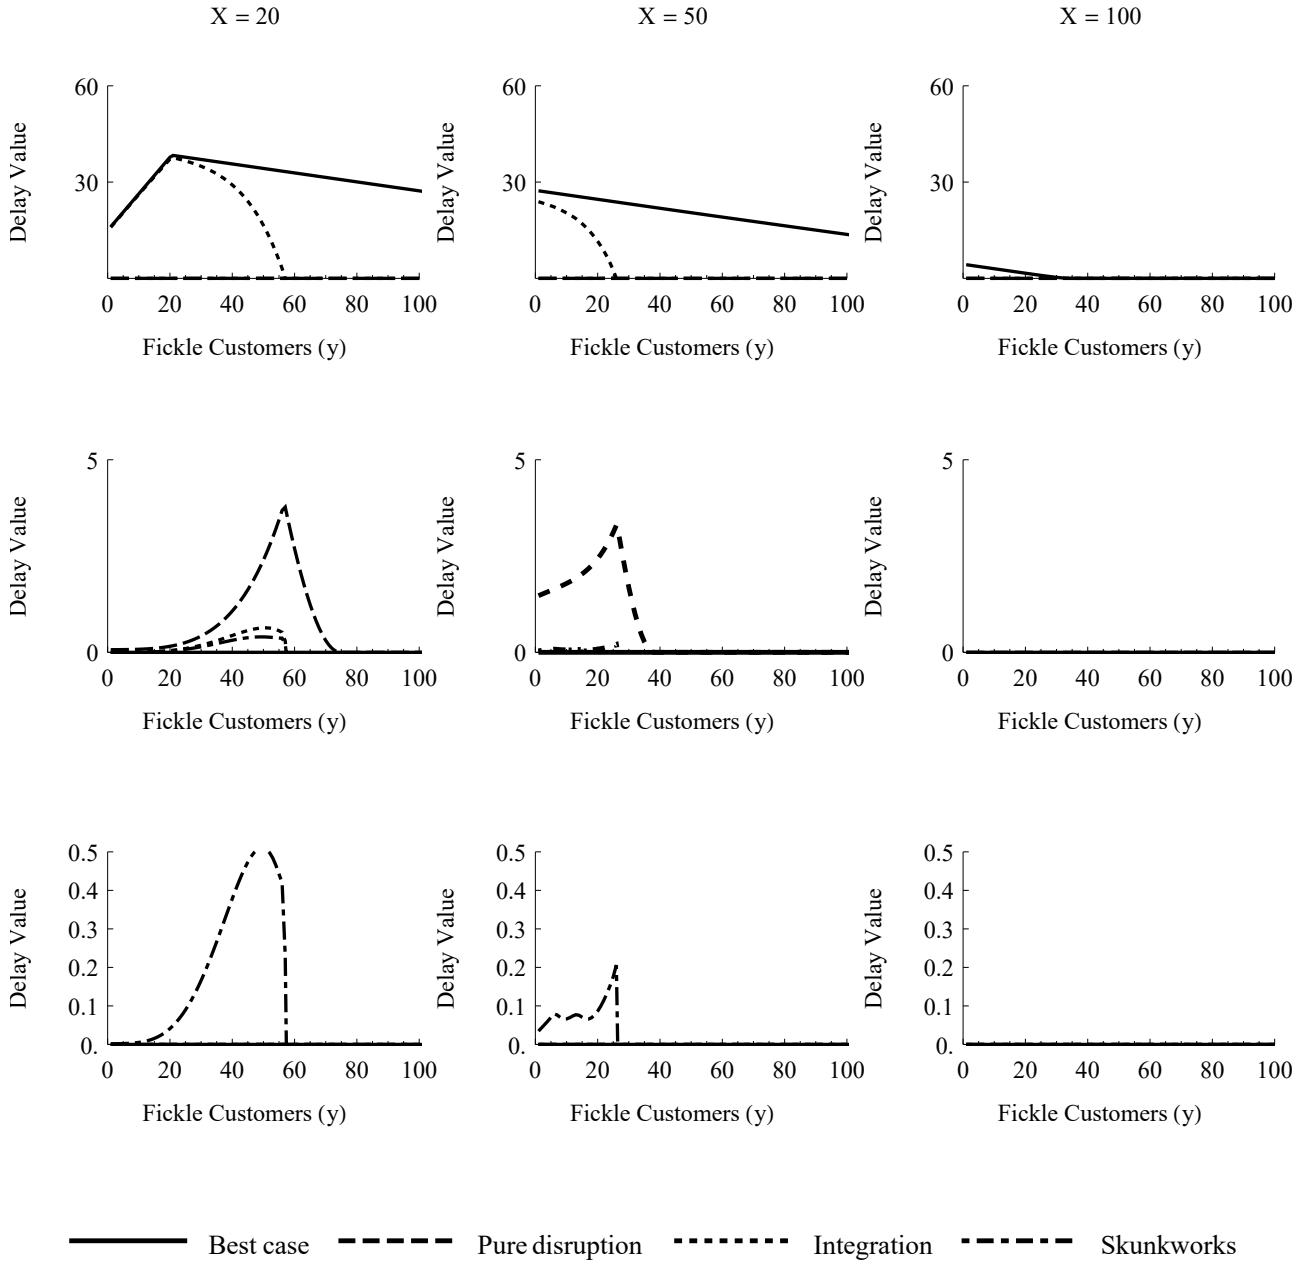 X = 20 X = 50 X = 100
60 60 60
Delay Value Delay Value Delay Value
30 30 30
0 20 40 60 80 100 0 20 40 60 80 100 0 20 40 60 80 100
Fickle Customers (y) Fickle Customers (y) Fickle Customers (y)
5 5 5
Delay Value Delay Value Delay Value
0 0 0
0 20 40 60 80 100 0 20 40 60 80 100 0 20 40 60 80 100
Fickle Customers (y) Fickle Customers (y) Fickle Customers (y)
0.5 0.5 0.5
0.4 0.4 0.4
Delay Value Delay Value Delay Value
0.3 0.3 0.3
0.2 0.2 0.2
0.1 0.1 0.1
0. 0. 0.
0 20 40 60 80 100 0 20 40 60 80 100 0 20 40 60 80 100
Fickle Customers (y) Fickle Customers (y) Fickle Customers (y)
Best case Pure disruption Integration Skunkworks